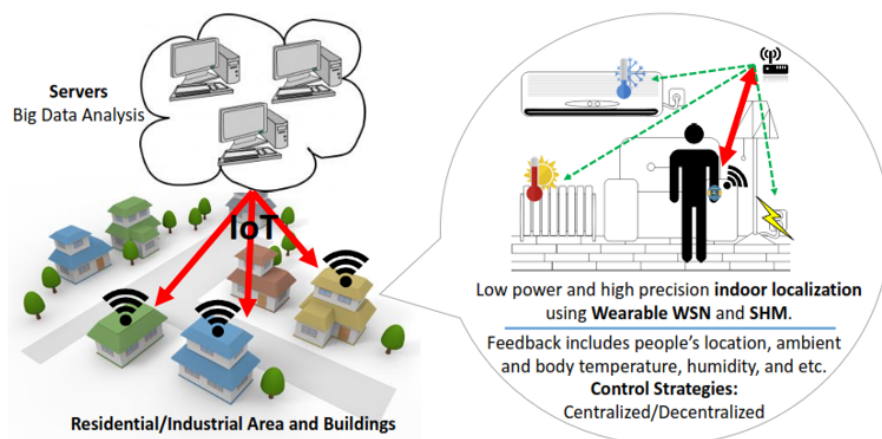 Servers
Big Data Analysis
IoT
Residential/Industrial Area and Buildings
Low power and high precision indoor localization
using Wearable WSN and SHM.
Feedback includes people's location, ambient
and body temperature, humidity, and etc.
Control Strategies:
Centralized/Decentralized